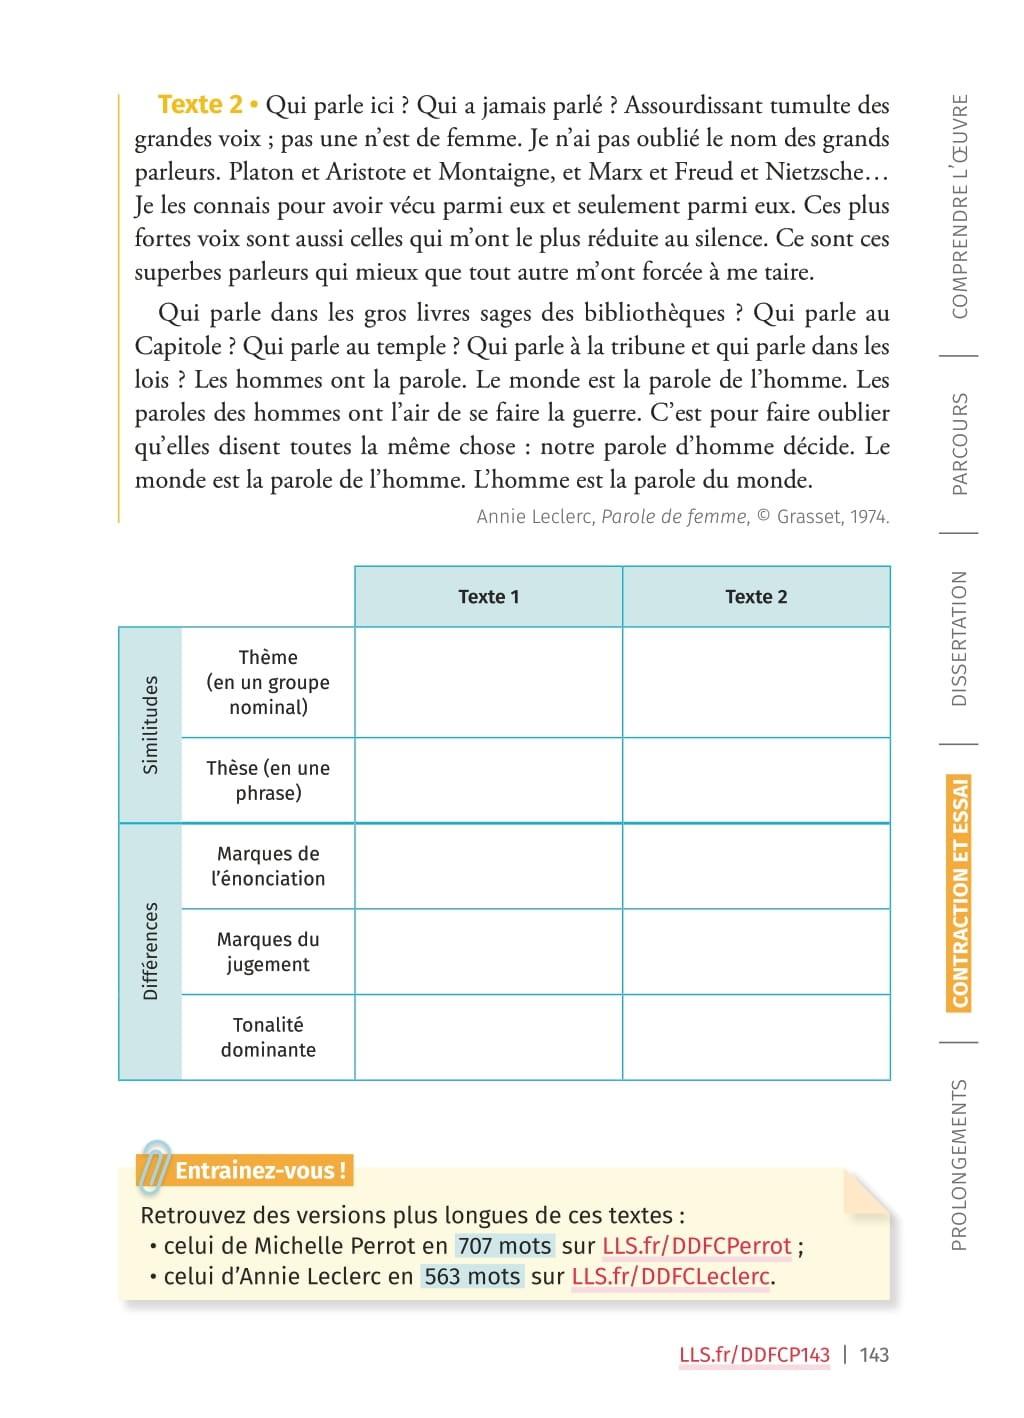 Texte 2 • Qui parle ici ? Qui a jamais parlé ? Assourdissant tumulte des
grandes voix ; pas une n'est de femme. Je n'ai pas oublié le nom des grands
parleurs. Platon et Aristote et Montaigne, et Marx et Freud et Nietzsche…
Je les connais pour avoir vécu parmi eux et seulement parmi eux. Ces plus
fortes voix sont aussi celles qui m'ont le plus réduite au silence. Ce sont ces
superbes parleurs qui mieux que tout autre m'ont forcée à me taire.
Qui parle dans les gros livres sages des bibliothèques ? Qui parle au
Capitole ? Qui parle au temple ? Qui parle à la tribune et qui parle dans les
lois ? Les hommes ont la parole. Le monde est la parole de l'homme. Les
paroles des hommes ont l'air de se faire la guerre. C'est pour faire oublier
qu'elles disent toutes la même chose : notre parole d'homme décide. Le
monde est la parole de l'homme. L'homme est la parole du monde.
Annie Leclerc, Parole de femme, © Grasset, 1974.
Texte 1
Texte 2
Similitudes
Thème
(en un groupe
nominal)
Thèse (en une
phrase)
Différences
Marques de
l'énonciation
Marques du
jugement
Tonalité
dominante
Entrainez-vous !
Retrouvez des versions plus longues de ces textes :
• celui de Michelle Perrot en 707 mots sur LLS.fr/DDFCPerrot ;
• celui d'Annie Leclerc en 563 mots sur LLS.fr/DDFCLeclerc.
LLS.fr/DDFCP143 | 143
COMPRENDRE L'ŒUVRE
PARCOURS
DISSERTATION
CONTRACTION ET ESSAI
PROLONGEMENTS